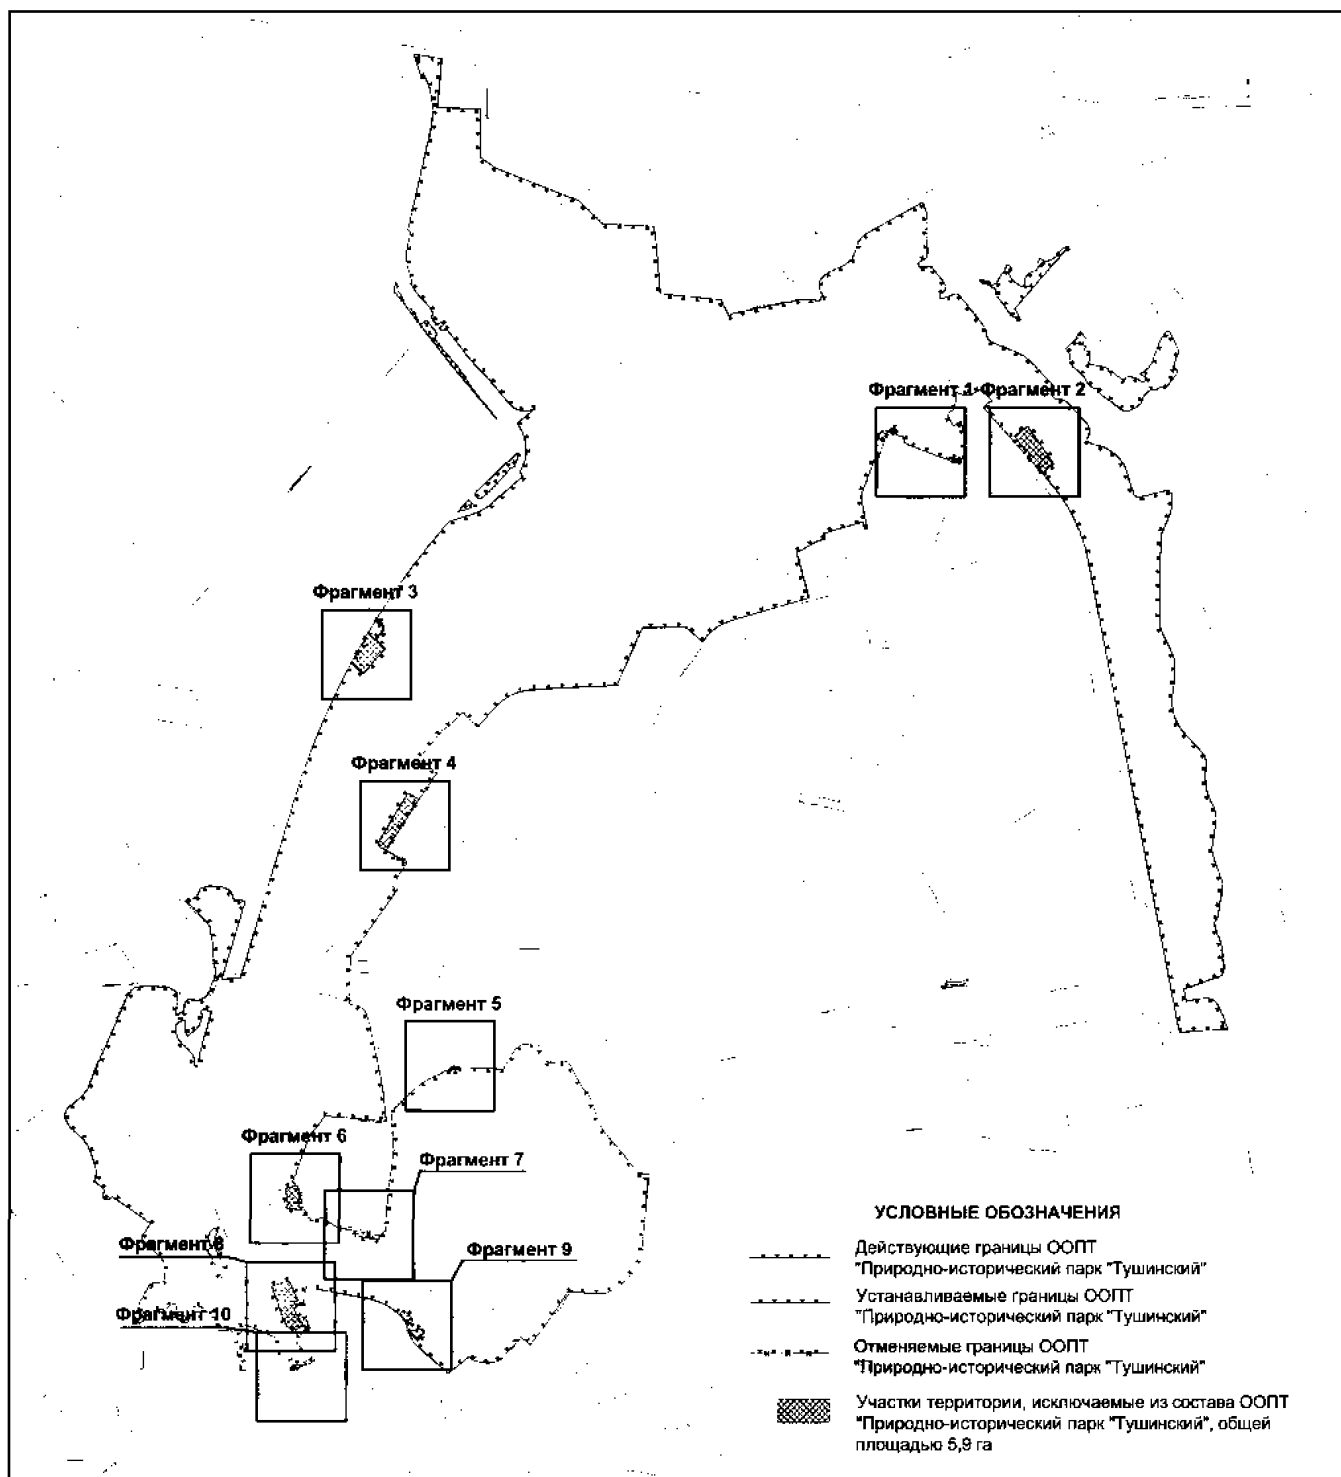 Фрагмент 1
Фрагмент 2
Фрагмент 3
Фрагмент 4
Фрагмент 5
Фрагмент 6
Фрагмент 7
Фрагмент 8
Фрагмент 9
Фрагмент 10
УСЛОВНЫЕ ОБОЗНАЧЕНИЯ
Действующие границы ООПТ
"Природно-исторический парк "Тушинский"
Устанавливаемые границы ООПТ
"Природно-исторический парк "Тушинский"
Отменяемые границы ООПТ
"Природно-исторический парк "Тушинский"
Участки территории, исключаемые из состава ООПТ
"Природно-исторический парк "Тушинский", общей
площадью 5,9 га